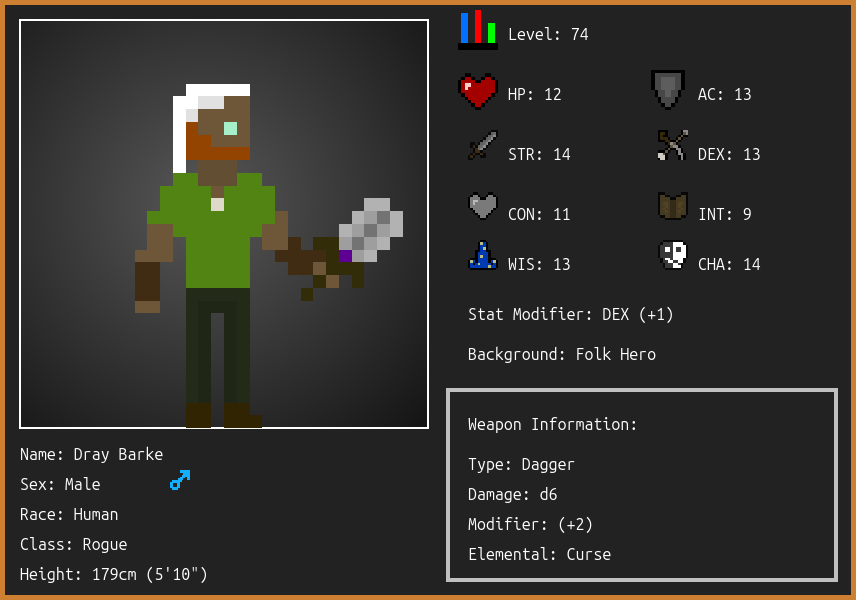 Level: 74
HP: 12
AC: 13
STR: 14
DEX: 13
CON: 11
INT: 9
WIS: 13
CHA: 14
Stat Modifier: DEX (+1)
Background: Folk Hero
Weapon Information:
Type: Dagger
Damage: d6
Modifier: (+2)
Elemental: Curse
Name: Dray Barke
Sex: Male
Race: Human
Class: Rogue
Height: 179cm (5'10")